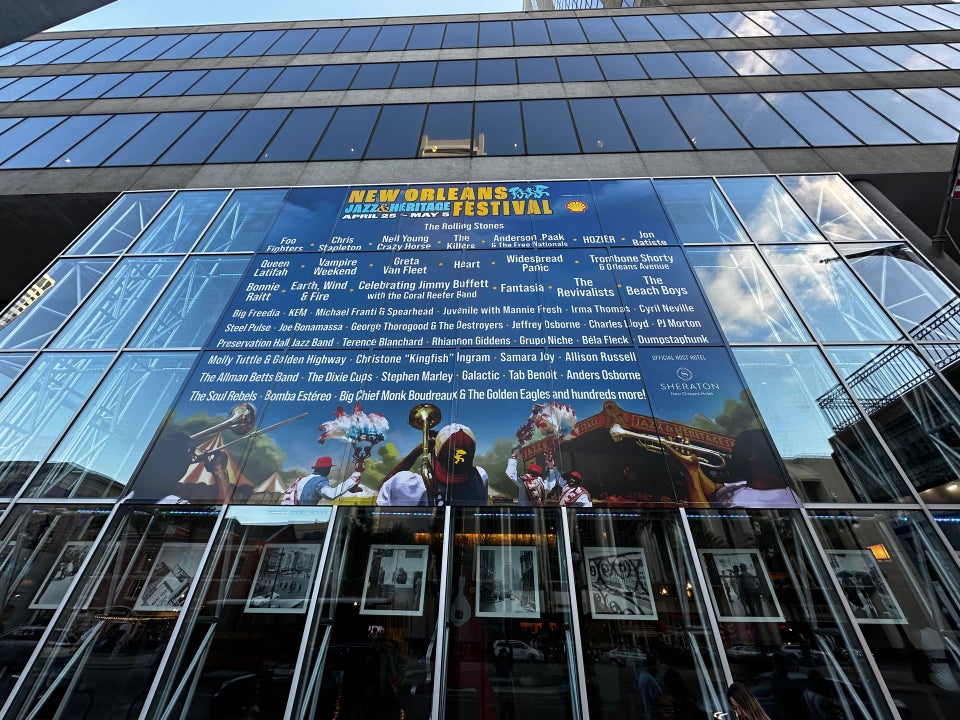 NEW ORLEANS
JAZZ & HERITAGE FESTIVAL
APRIL 25 - MAY 5
The Rolling Stones
Foo Fighters · Chris Stapleton · Neil Young Crazy Horse · The Killers · Anderson .Paak & The Free Nationals · HOZIER · Jon Batiste
Queen Latifah · Vampire Weekend · Greta Van Fleet · Heart · Widespread Panic · Trombone Shorty & Orleans Avenue
Bonnie Raitt · Earth, Wind & Fire · Celebrating Jimmy Buffett with the Coral Reefer Band · Fantasia · The Revivalists · The Beach Boys
Big Freedia · KEM · Michael Franti & Spearhead · Juvenile with Mannie Fresh · Irma Thomas · Cyril Neville
Steel Pulse · Joe Bonamassa · George Thorogood & The Destroyers · Jeffrey Osborne · Charles Lloyd · PJ Morton
Preservation Hall Jazz Band · Terence Blanchard · Rhiannon Giddens · Grupo Niche · Béla Fleck · Dumpstaphunk
Molly Tuttle & Golden Highway · Christone "Kingfish" Ingram · Samara Joy · Allison Russell
The Allman Betts Band · The Dixie Cups · Stephen Marley · Galactic · Tab Benoit · Anders Osborne
The Soul Rebels · Bomba Estéreo · Big Chief Monk Boudreaux & The Golden Eagles and hundreds more!
OFFICIAL HOST HOTEL
S
SHERATON
New Orleans Hotel
JAZZ & HERITAGE